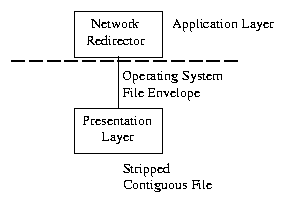 Network
Redirector
Application Layer
Operating System
File Envelope
Presentation
Layer
Stripped
Contiguous File